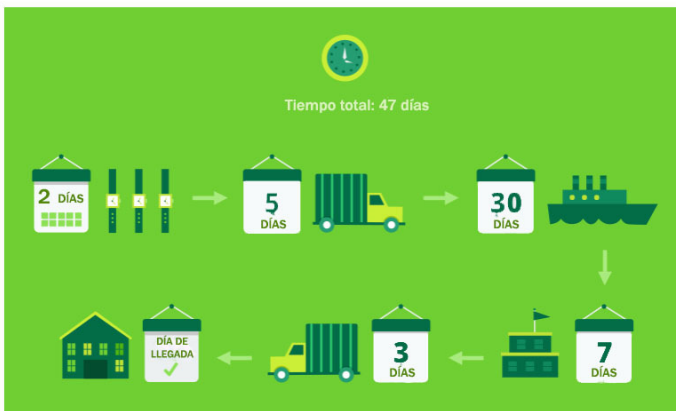 Tiempo total: 47 días
2 DÍAS
5
DÍAS
30
DÍAS
7
DÍAS
3
DÍAS
DÍA DE
LLEGADA